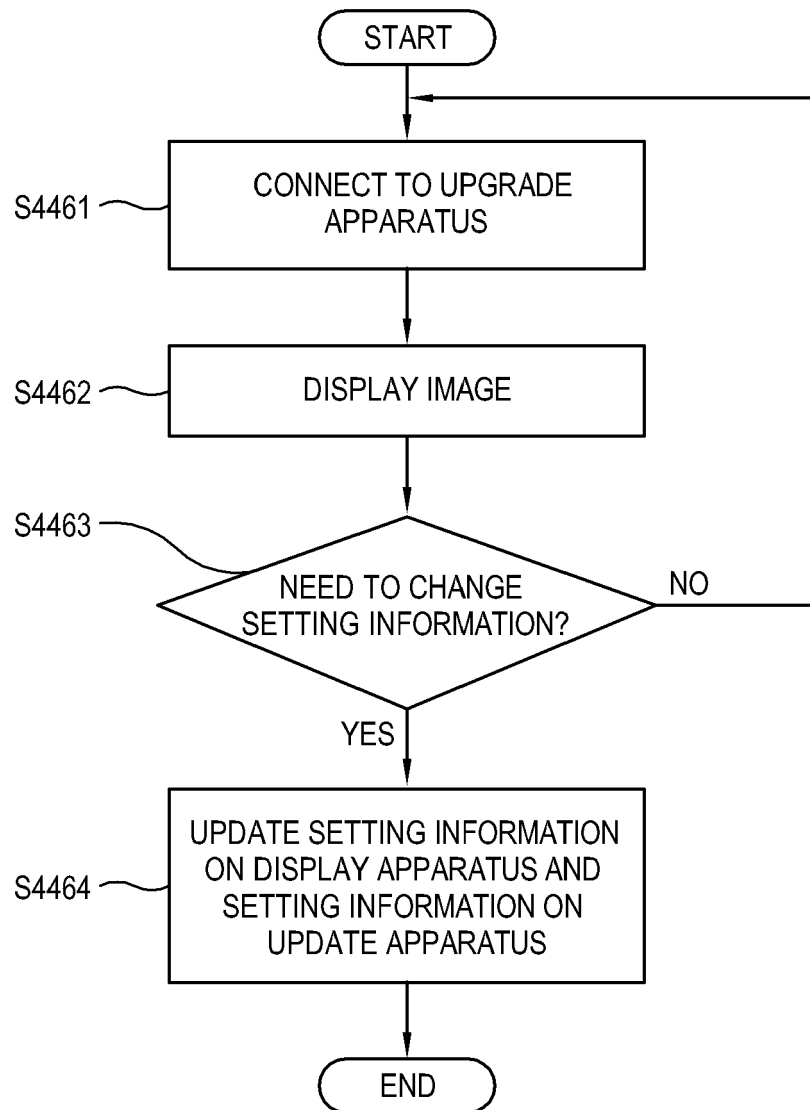 START
S4461
CONNECT TO UPGRADE
APPARATUS
S4462
DISPLAY IMAGE
S4463
NEED TO CHANGE
SETTING INFORMATION?
NO
YES
S4464
UPDATE SETTING INFORMATION
ON DISPLAY APPARATUS AND
SETTING INFORMATION ON
UPDATE APPARATUS
END